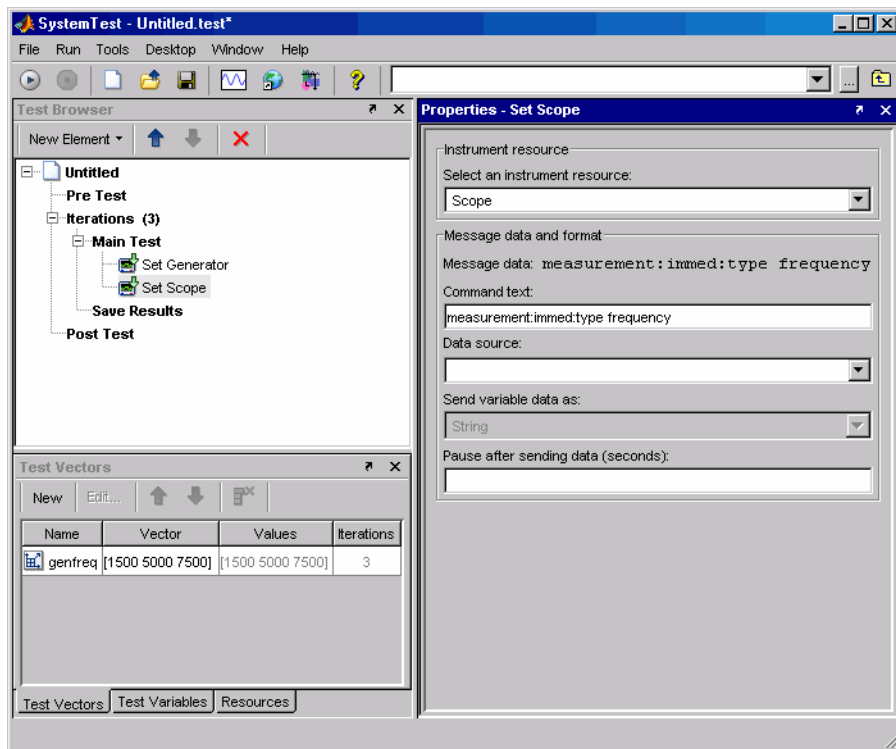 SystemTest - Untitled.test*
File Run Tools Desktop Window Help
...
Test Browser
New Element
Untitled
Pre Test
Iterations (3)
Main Test
Set Generator
Set Scope
Save Results
Post Test
Test Vectors
New Edit...
Name Vector Values Iterations
genfreq [1500 5000 7500] [1500 5000 7500] 3
Test Vectors Test Variables Resources
Properties - Set Scope
Instrument resource
Select an instrument resource:
Scope
Message data and format
Message data: measurement:immed:type frequency
Command text:
measurement:immed:type frequency
Data source:
Send variable data as:
String
Pause after sending data (seconds):